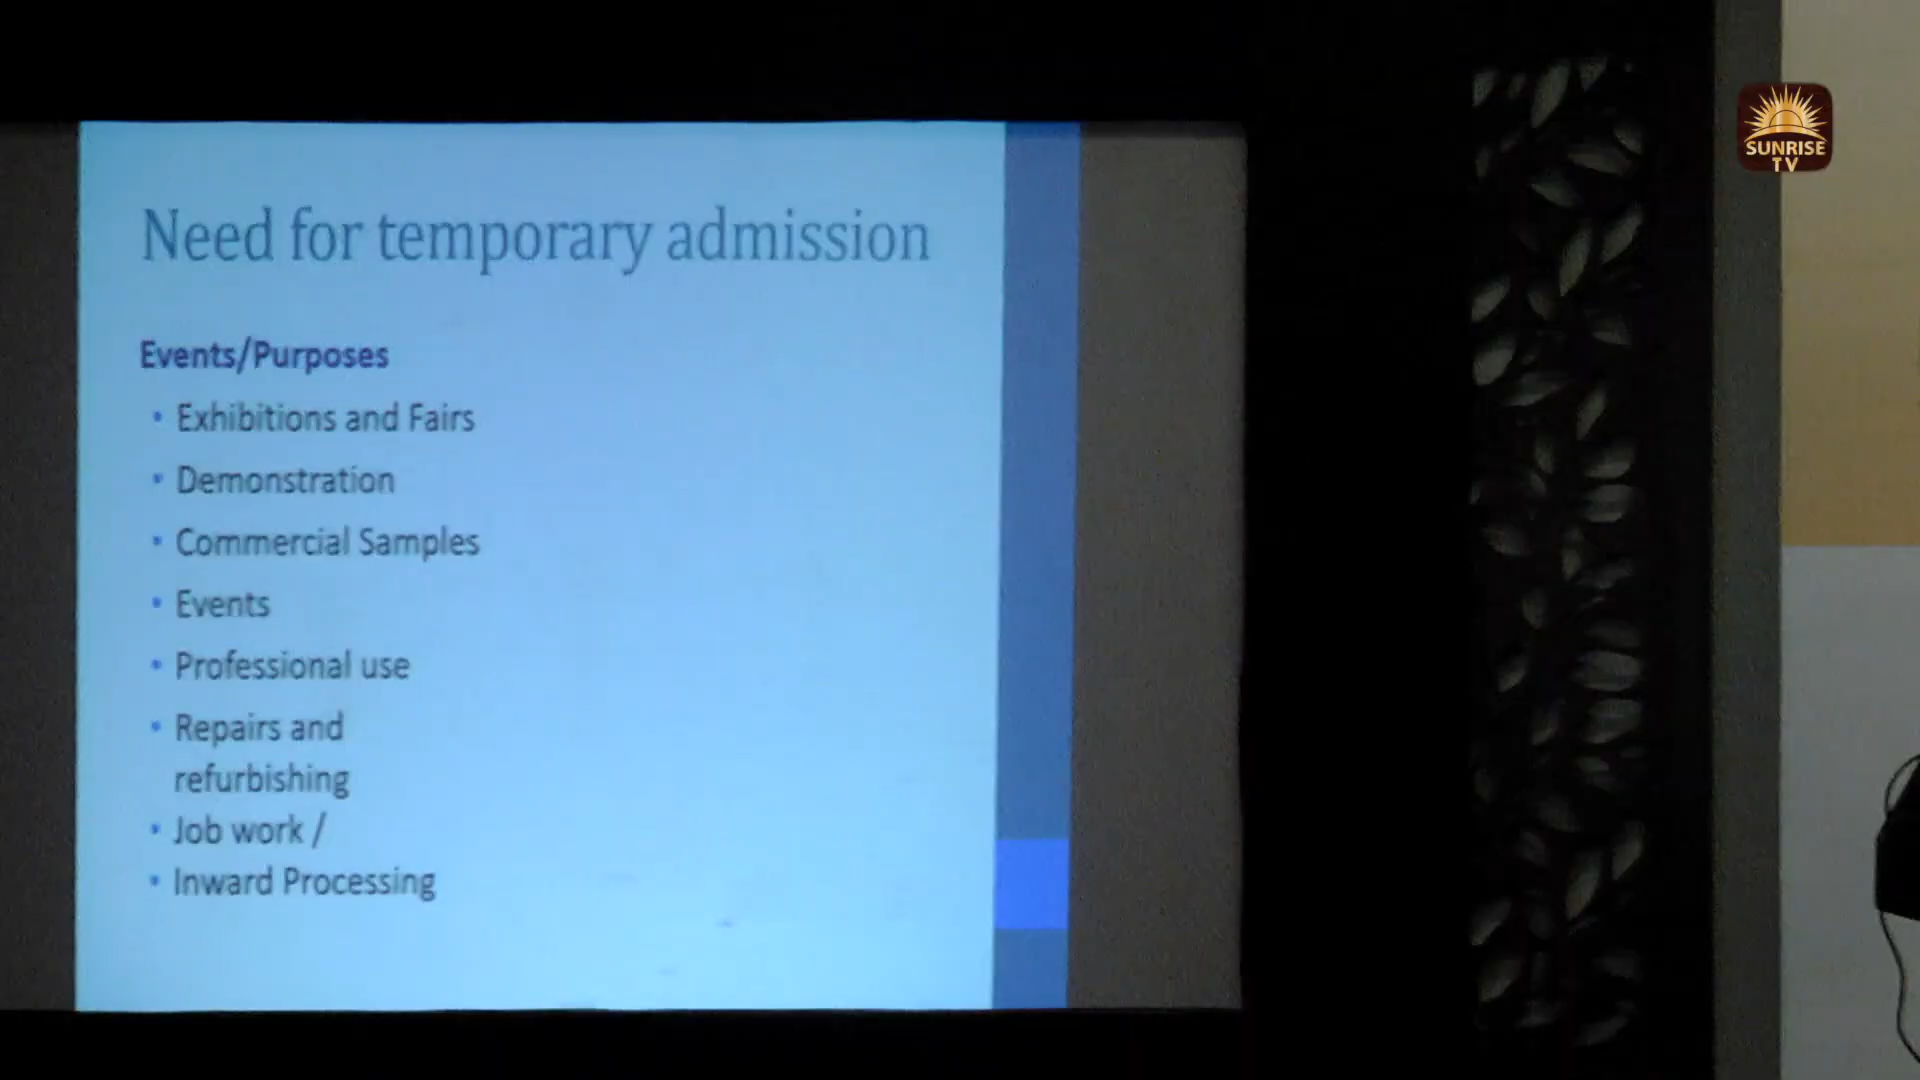 Need for temporary admission
Events/Purposes
• Exhibitions and Fairs
• Demonstration
• Commercial Samples
• Events
• Professional use
• Repairs and
refurbishing
• Job work /
• Inward Processing
SUNRISE
TV